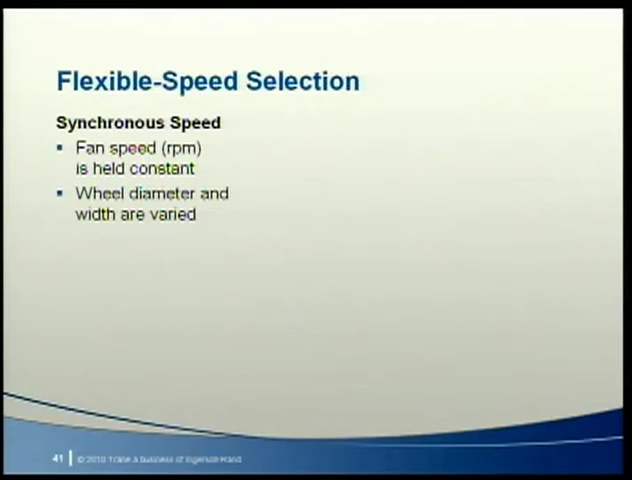 Flexible-Speed Selection
Synchronous Speed
▪ Fan speed (rpm)
is held constant
▪ Wheel diameter and
width are varied
41 © 2010 Trane a business of Ingersoll-Rand